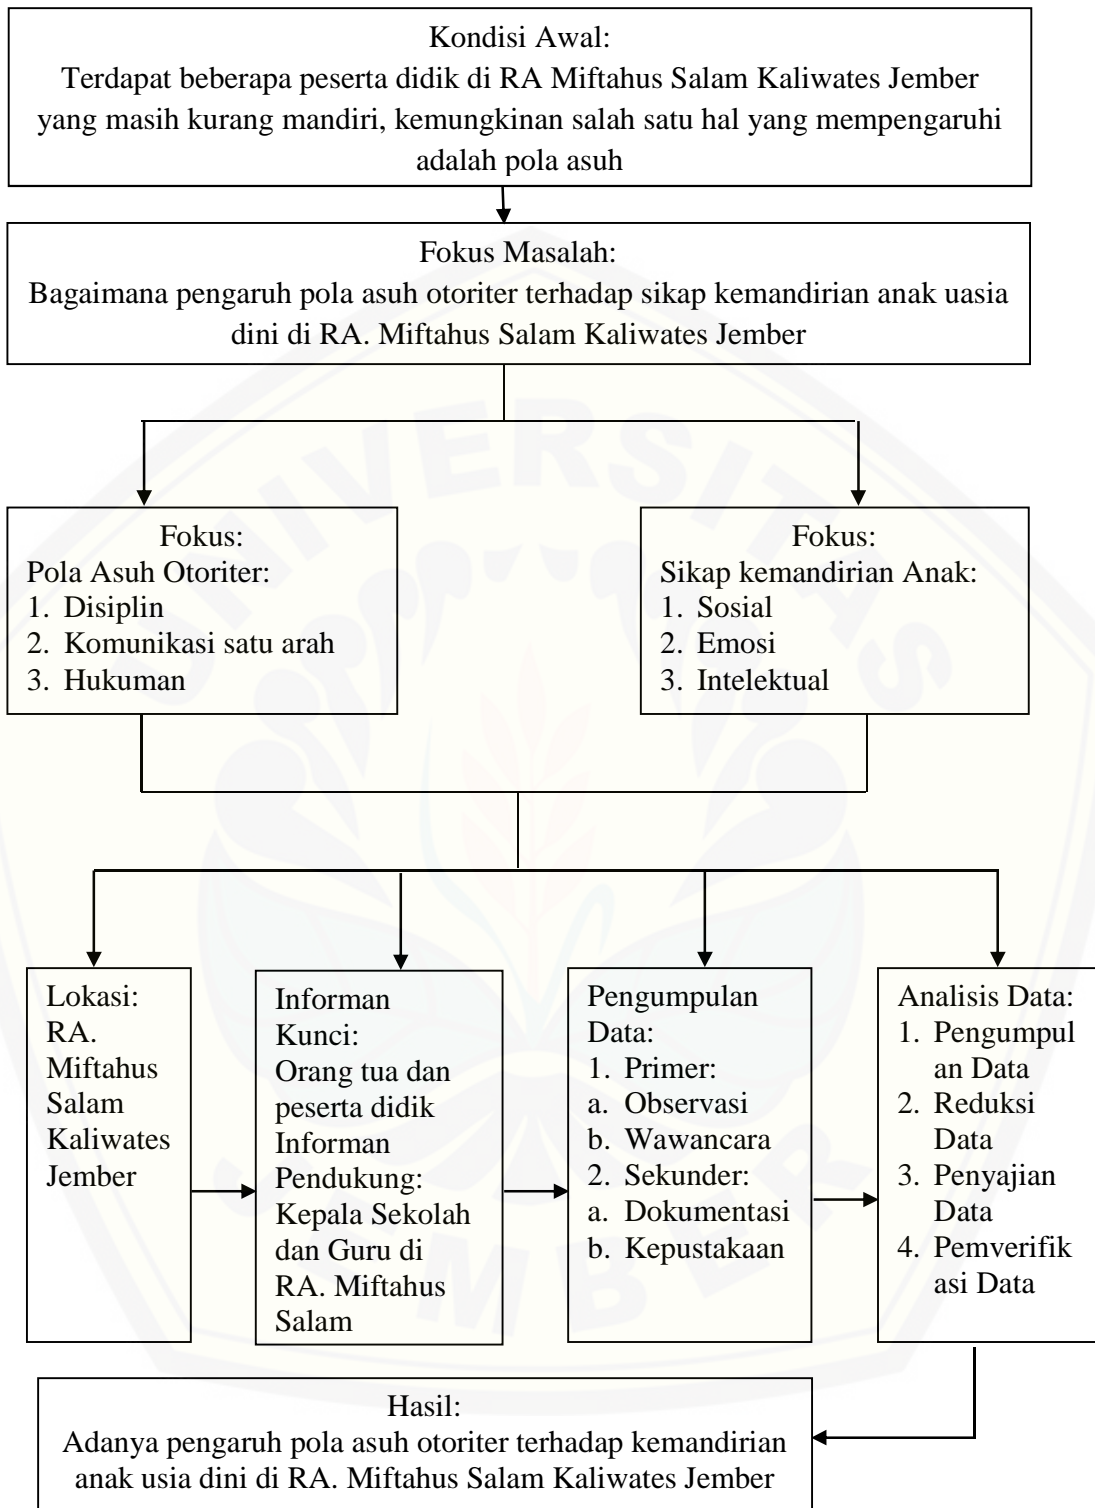 Kondisi Awal:
Terdapat beberapa peserta didik di RA Miftahus Salam Kaliwates Jember
yang masih kurang mandiri, kemungkinan salah satu hal yang mempengaruhi
adalah pola asuh
Fokus Masalah:
Bagaimana pengaruh pola asuh otoriter terhadap sikap kemandirian anak uasia
dini di RA. Miftahus Salam Kaliwates Jember
UNIVERSITAS
Fokus:
Pola Asuh Otoriter:
1. Disiplin
2. Komunikasi satu arah
3. Hukuman
Fokus:
Sikap kemandirian Anak:
1. Sosial
2. Emosi
3. Intelektual
Lokasi:
RA.
Miftahus
Salam
Kaliwates
Jember
Informan
Kunci:
Orang tua dan
peserta didik
Informan
Pendukung:
Kepala Sekolah
dan Guru di
RA. Miftahus
Salam
Pengumpulan
Data:
1. Primer:
a. Observasi
b. Wawancara
2. Sekunder:
a. Dokumentasi
b. Kepustakaan
Analisis Data:
1. Pengumpul
an Data
2. Reduksi
Data
3. Penyajian
Data
4. Pemverifik
asi Data
JEMBER
Hasil:
Adanya pengaruh pola asuh otoriter terhadap kemandirian
anak usia dini di RA. Miftahus Salam Kaliwates Jember